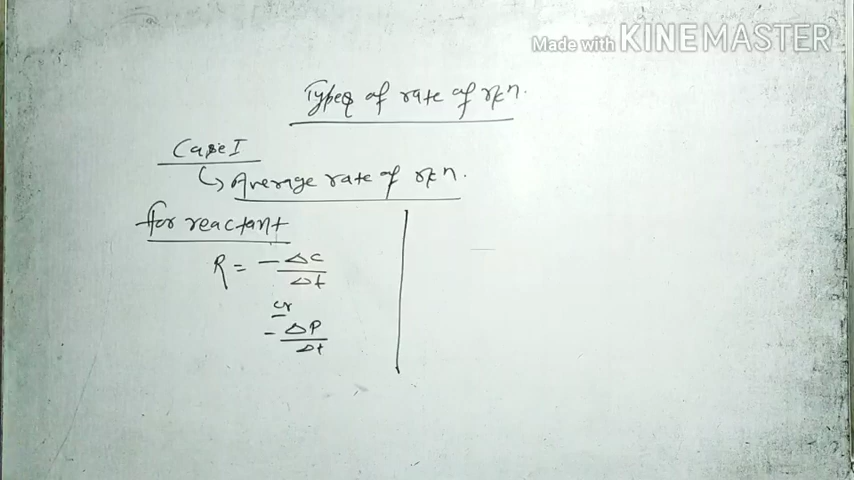 Made with KINEMASTER
Types of rate of rxn.
Case I
↳ Average rate of rxn.
for reactant
R = -ΔC/Δt
or
-ΔP/Δt